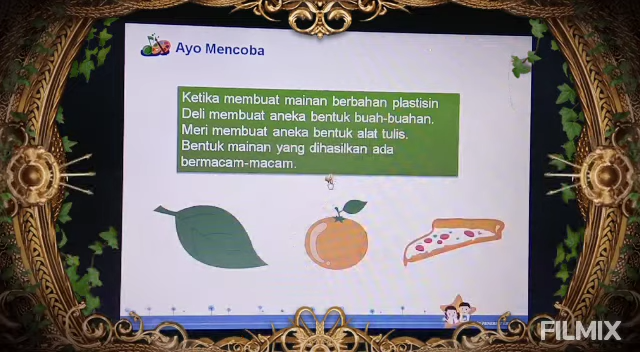 Ayo Mencoba
Ketika membuat mainan berbahan plastisin
Deli membuat aneka bentuk buah-buahan.
Meri membuat aneka bentuk alat tulis.
Bentuk mainan yang dihasilkan ada
bermacam-macam.
FILMIX